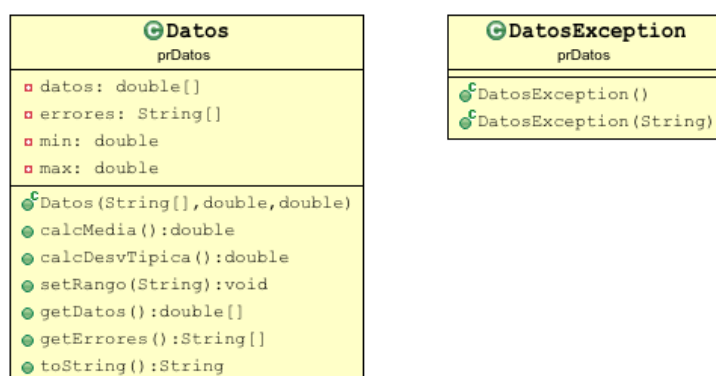 Datos
prDatos
datos: double[]
errores: String[]
min: double
max: double
Datos(String[],double,double)
calcMedia():double
calcDesvTipica():double
setRango(String):void
getDatos():double[]
getErrores():String[]
toString():String
DatosException
prDatos
DatosException()
DatosException(String)